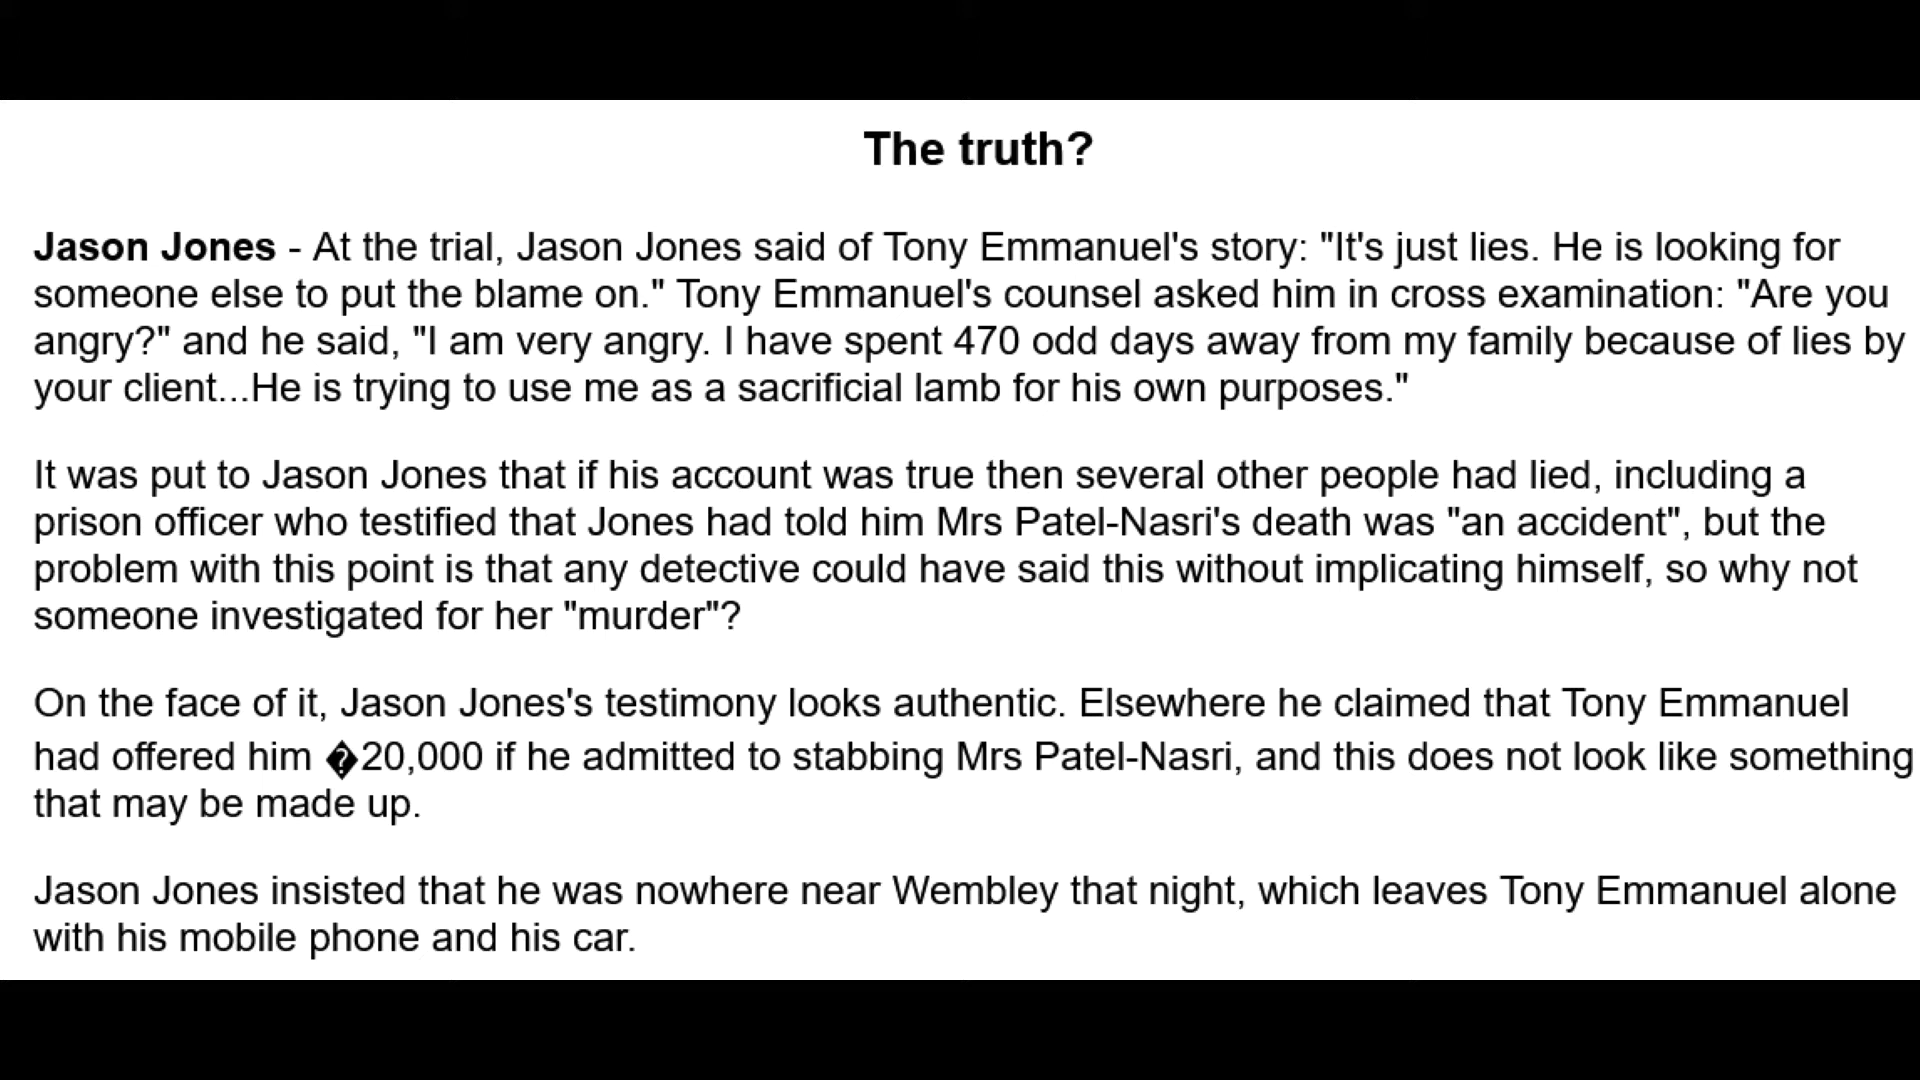 The truth?
Jason Jones - At the trial, Jason Jones said of Tony Emmanuel's story: "It's just lies. He is looking for
someone else to put the blame on." Tony Emmanuel's counsel asked him in cross examination: "Are you
angry?" and he said, "I am very angry. I have spent 470 odd days away from my family because of lies by
your client...He is trying to use me as a sacrificial lamb for his own purposes."
It was put to Jason Jones that if his account was true then several other people had lied, including a
prison officer who testified that Jones had told him Mrs Patel-Nasri's death was "an accident", but the
problem with this point is that any detective could have said this without implicating himself, so why not
someone investigated for her "murder"?
On the face of it, Jason Jones's testimony looks authentic. Elsewhere he claimed that Tony Emmanuel
had offered him �20,000 if he admitted to stabbing Mrs Patel-Nasri, and this does not look like something
that may be made up.
Jason Jones insisted that he was nowhere near Wembley that night, which leaves Tony Emmanuel alone
with his mobile phone and his car.